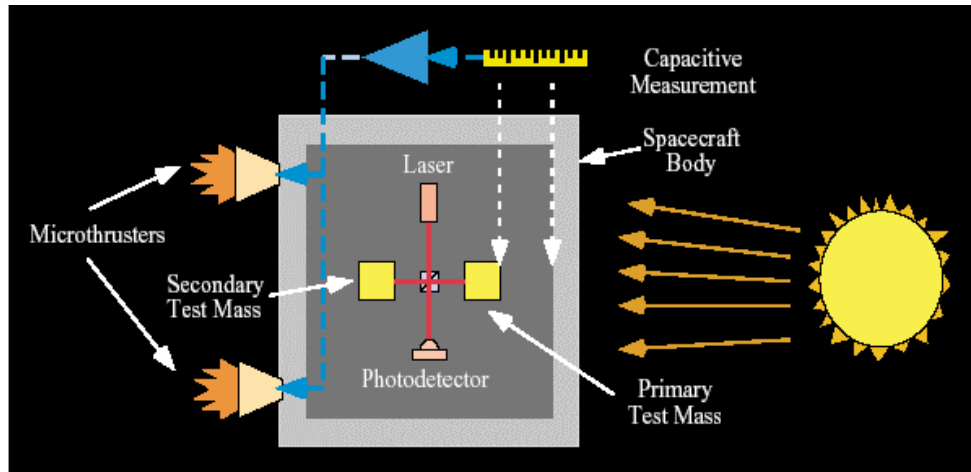 Capacitive
Measurement
Spacecraft
Body
Laser
Microthrusters
Secondary
Test Mass
Photodetector
Primary
Test Mass